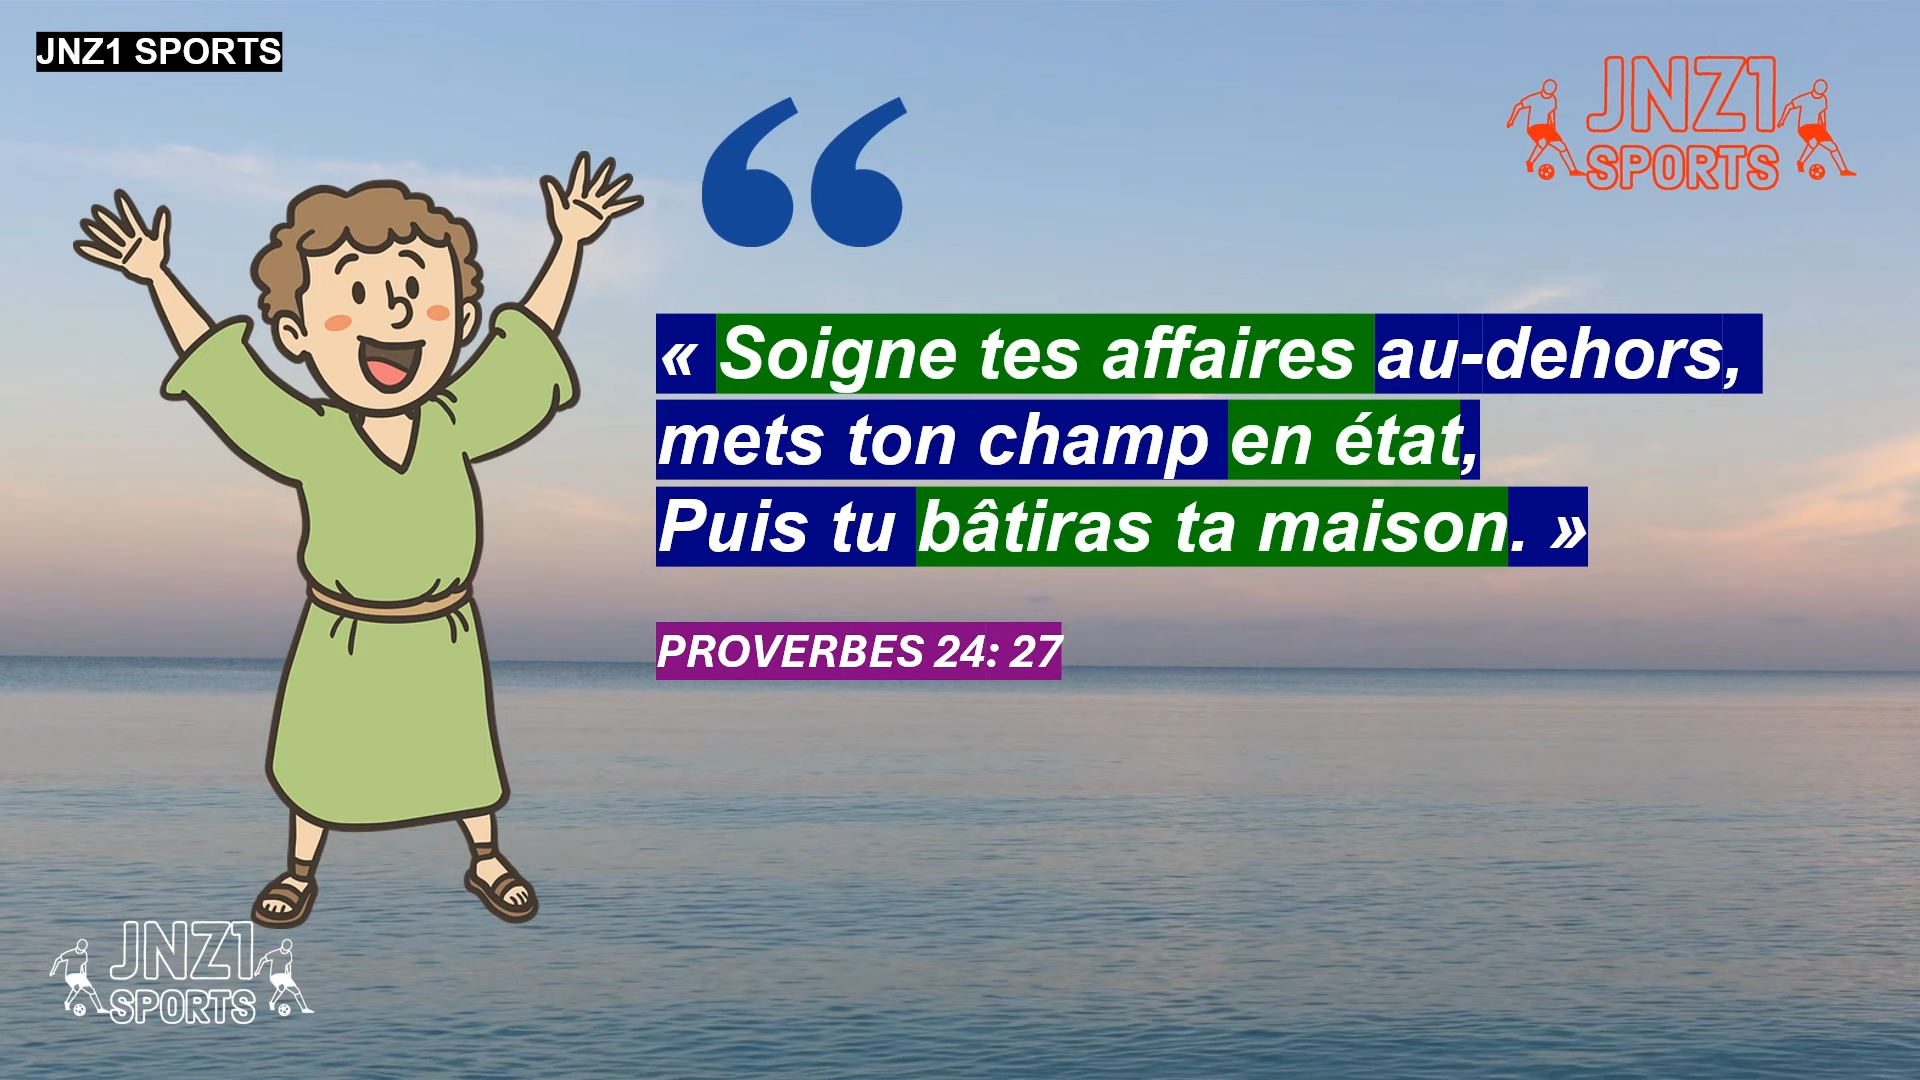 JNZ1 SPORTS
JNZ1
SPORTS
« Soigne tes affaires au-dehors,
mets ton champ en état,
Puis tu bâtiras ta maison. »
PROVERBES 24: 27
JNZ1
SPORTS